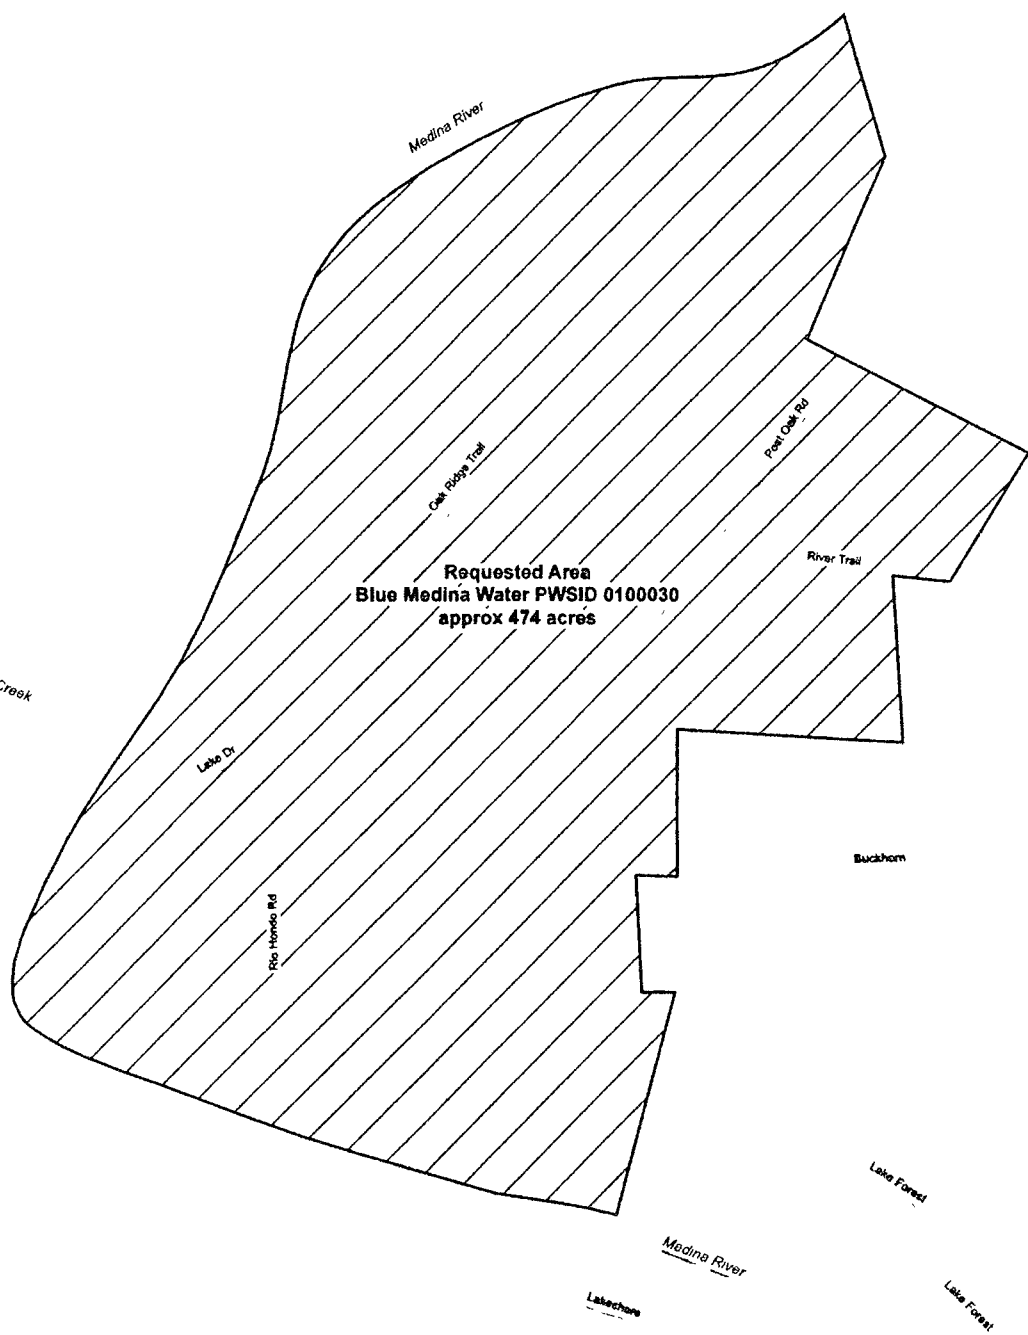 Medina River
Post Oak Rd
Oak Ridge Trail
River Trail
Requested Area
Blue Medina Water PWSID 0100030
approx 474 acres
Creek
Lake Dr
Buckhorn
Rio Hondo Rd
Lake Forest
Medina River
Lakeshore
Lake Forest